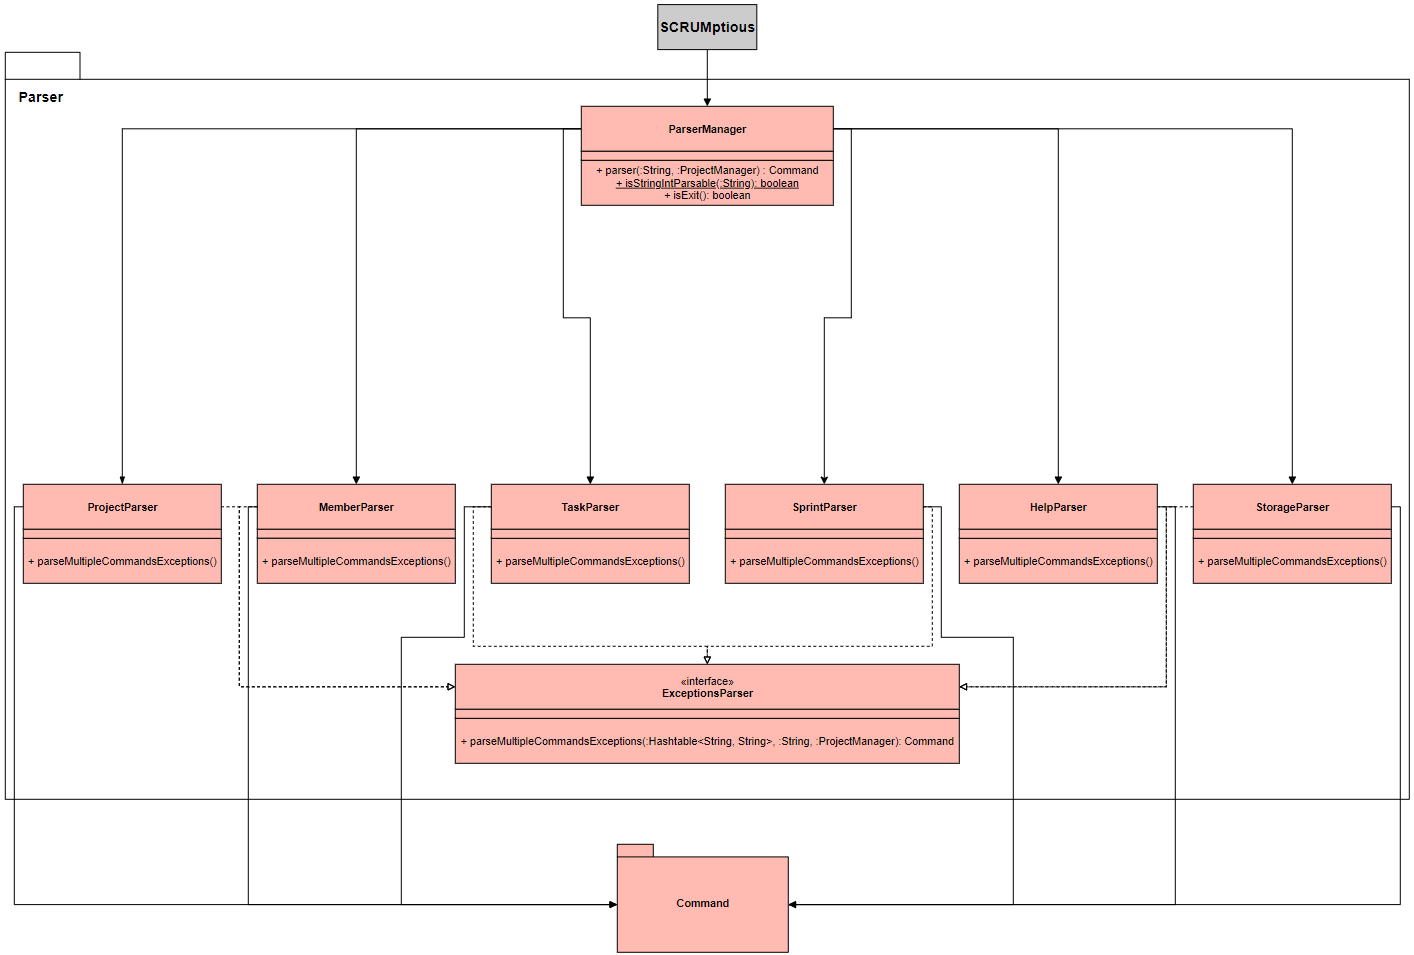 SCRUMptious
Parser
ParserManager
+ parser(:String, :ProjectManager) : Command
+ isStringIntParsable(:String): boolean
+ isExit(): boolean
ProjectParser
+ parseMultipleCommandsExceptions()
MemberParser
+ parseMultipleCommandsExceptions()
TaskParser
+ parseMultipleCommandsExceptions()
SprintParser
+ parseMultipleCommandsExceptions()
HelpParser
+ parseMultipleCommandsExceptions()
StorageParser
+ parseMultipleCommandsExceptions()
«interface»
ExceptionsParser
+ parseMultipleCommandsExceptions(:Hashtable<String, String>, :String, :ProjectManager): Command
Command